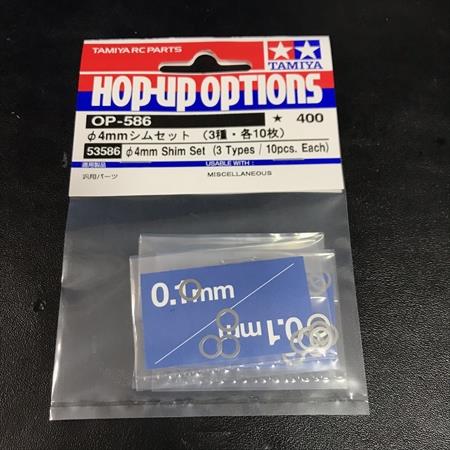 TAMIYA RC PARTS
TAMIYA
HOP-UP OPTIONS
OP-586
★ 400
φ4mmシムセット (3種・各10枚)
53586 φ4mm Shim Set (3 Types / 10pcs. Each)
適用製品
USABLE WITH :
汎用パーツ
MISCELLANEOUS
0.1mm
0.1mm